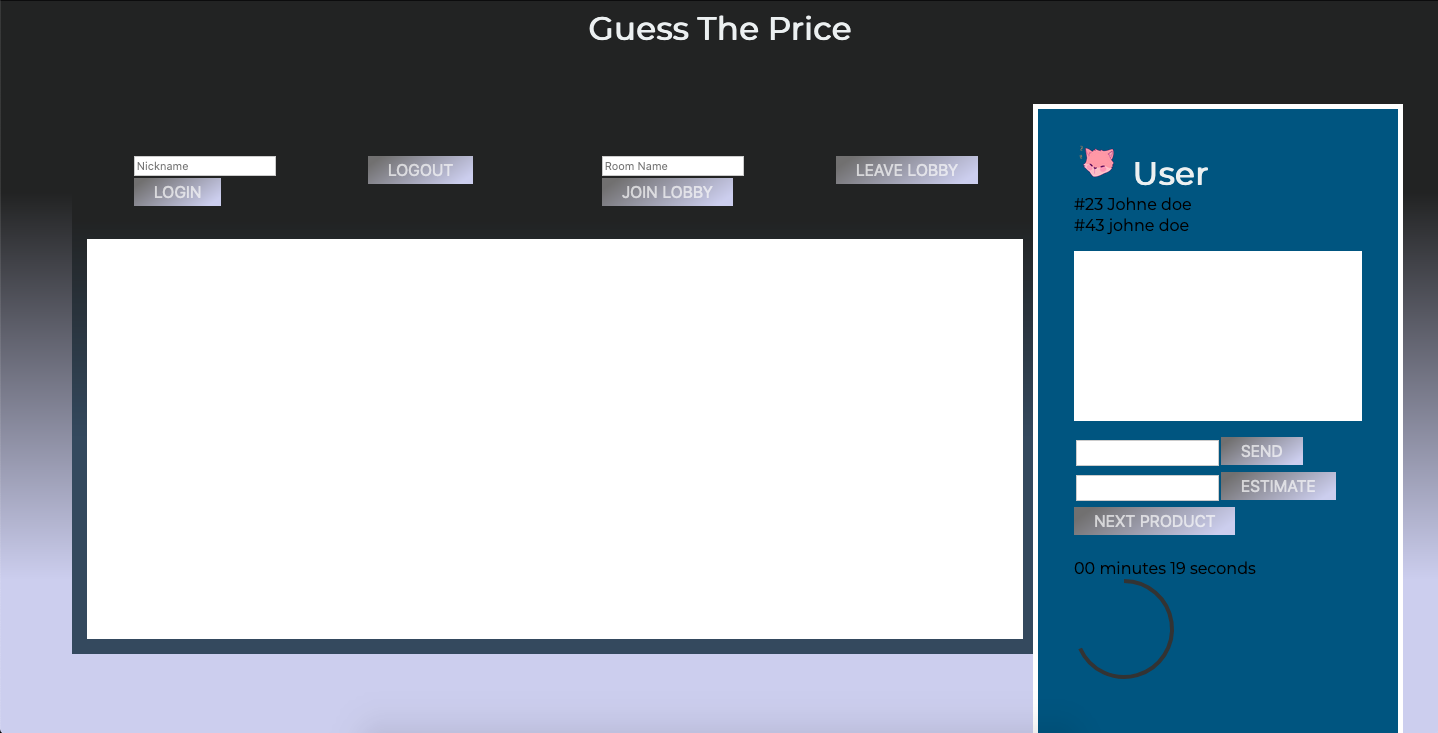 Guess The Price
Nickname
LOGIN
LOGOUT
Room Name
JOIN LOBBY
LEAVE LOBBY
User
#23 Johne doe
#43 johne doe
SEND
ESTIMATE
NEXT PRODUCT
00 minutes 19 seconds